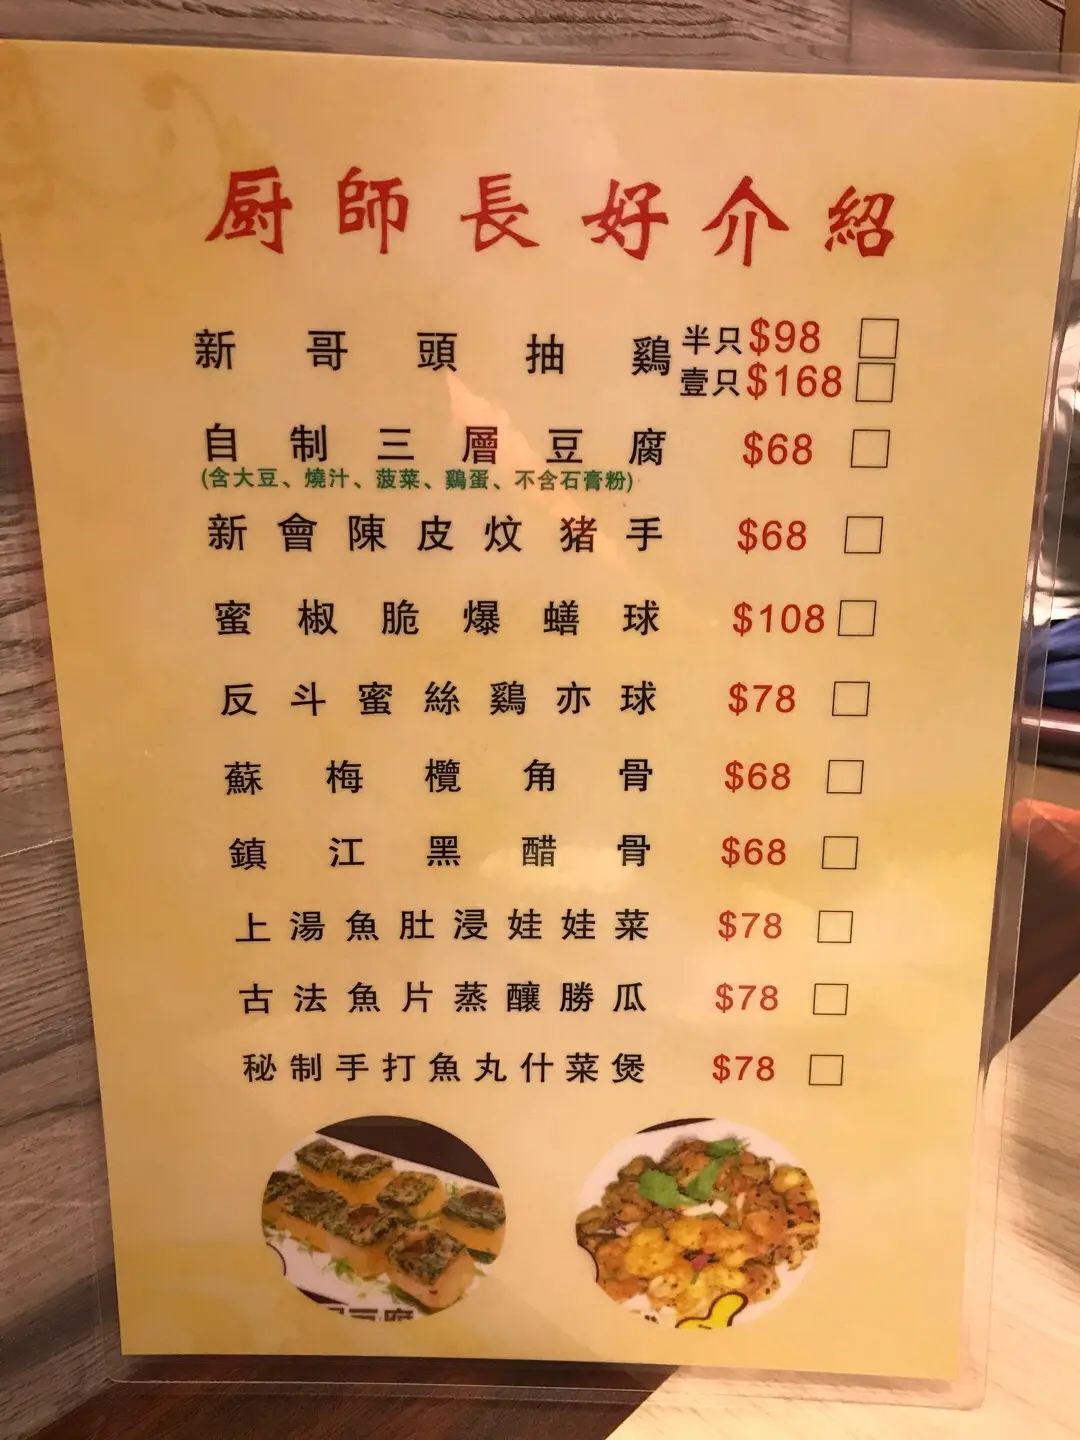 厨師長好介紹
新哥頭抽鷄 半只$98
壹只$168
自制三層豆腐 $68
(含大豆、燒汁、菠菜、鷄蛋、不含石膏粉)
新會陳皮炆猪手 $68
蜜椒脆爆蟮球 $108
反斗蜜絲鷄亦球 $78
蘇梅欖角骨 $68
鎮江黑醋骨 $68
上湯魚肚浸娃娃菜 $78
古法魚片蒸釀勝瓜 $78
秘制手打魚丸什菜煲 $78